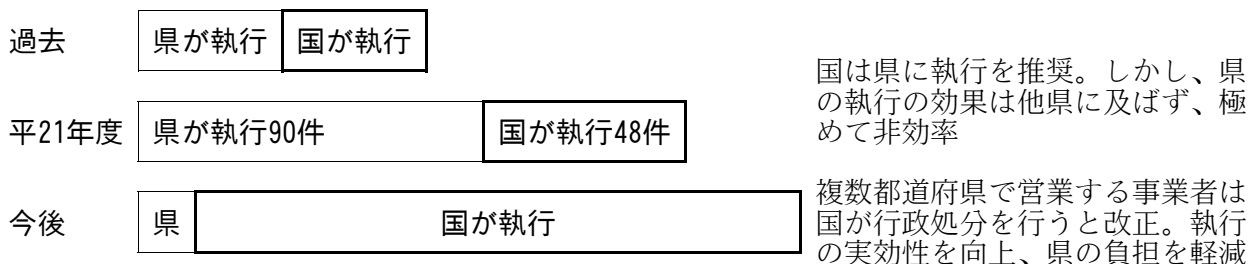 過去
県が執行
国が執行
国は県に執行を推奨。しかし、県
の執行の効果は他県に及ばず、極
めて非効率
平21年度
県が執行90件
国が執行48件
複数都道府県で営業する事業者は
国が行政処分を行うと改正。執行
の実効性を向上、県の負担を軽減
今後
県
国が執行